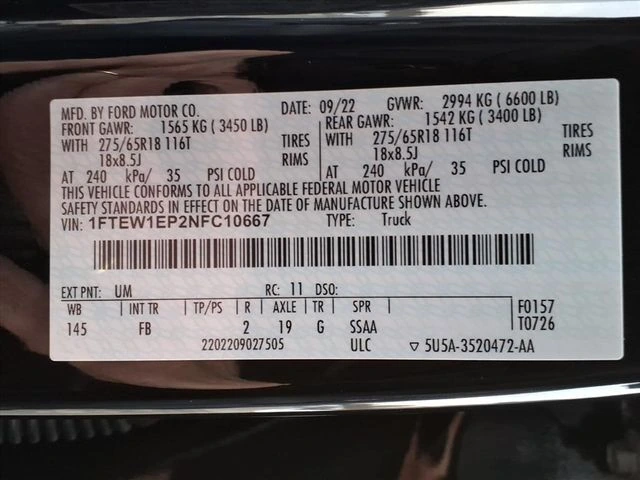 MFD. BY FORD MOTOR CO. DATE: 09/22 GVWR: 2994 KG ( 6600 LB)
FRONT GAWR: 1565 KG ( 3450 LB) REAR GAWR: 1542 KG ( 3400 LB)
WITH 275/65R18 116T TIRES WITH 275/65R18 116T TIRES
18x8.5J RIMS 18x8.5J RIMS
AT 240 kPa/ 35 PSI COLD AT 240 kPa/ 35 PSI COLD
THIS VEHICLE CONFORMS TO ALL APPLICABLE FEDERAL MOTOR VEHICLE
SAFETY STANDARDS IN EFFECT ON THE DATE OF MANUFACTURE SHOWN ABOVE.
VIN: 1FTEW1EP2NFC10667 TYPE: Truck
EXT PNT: UM RC: 11 DSO:
WB INT TR TP/PS R AXLE TR SPR F0157
145 FB 2 19 G SSAA T0726
2202209027505 ULC ▽ 5U5A-3520472-AA